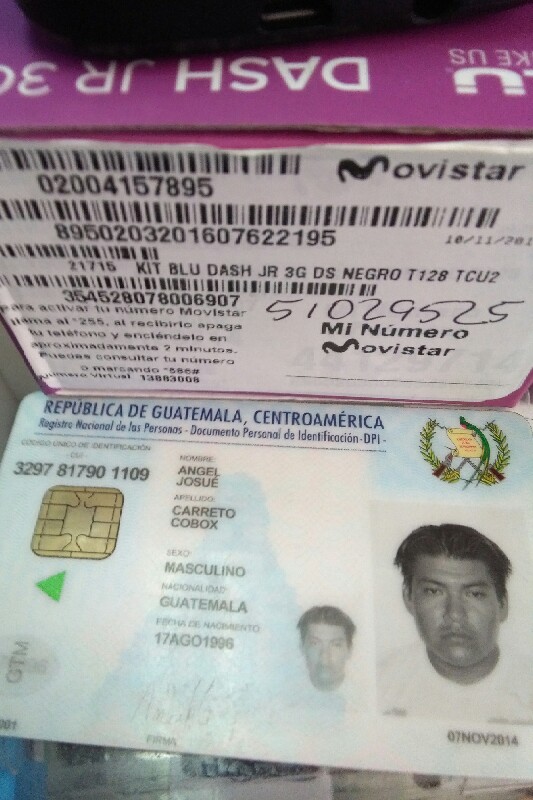 DASH JR 3G
BLU
LIKE US
Movistar
02004157895
8950203201607622195
10/11/201
21715 KIT BLU DASH JR 3G DS NEGRO T128 TCU2
354528078006907
51029525
Para activar tu número Movistar
llama al *255, al recibirlo apaga
tu teléfono y enciéndelo en
aproximadamente 2 minutos.
Puedes consultar tu número
o marcando *588#
Número virtual 13883008
Mi Número
Movistar
REPÚBLICA DE GUATEMALA, CENTROAMÉRICA
Registro Nacional de las Personas - Documento Personal de Identificación -DPI-
CÓDIGO ÚNICO DE IDENTIFICACIÓN
CUI
3297 81790 1109
NOMBRE:
ANGEL
JOSUÉ
APELLIDO:
CARRETO
COBOX
SEXO:
MASCULINO
NACIONALIDAD:
GUATEMALA
FECHA DE NACIMIENTO:
17AGO1996
GTM
001
FIRMA
07NOV2014